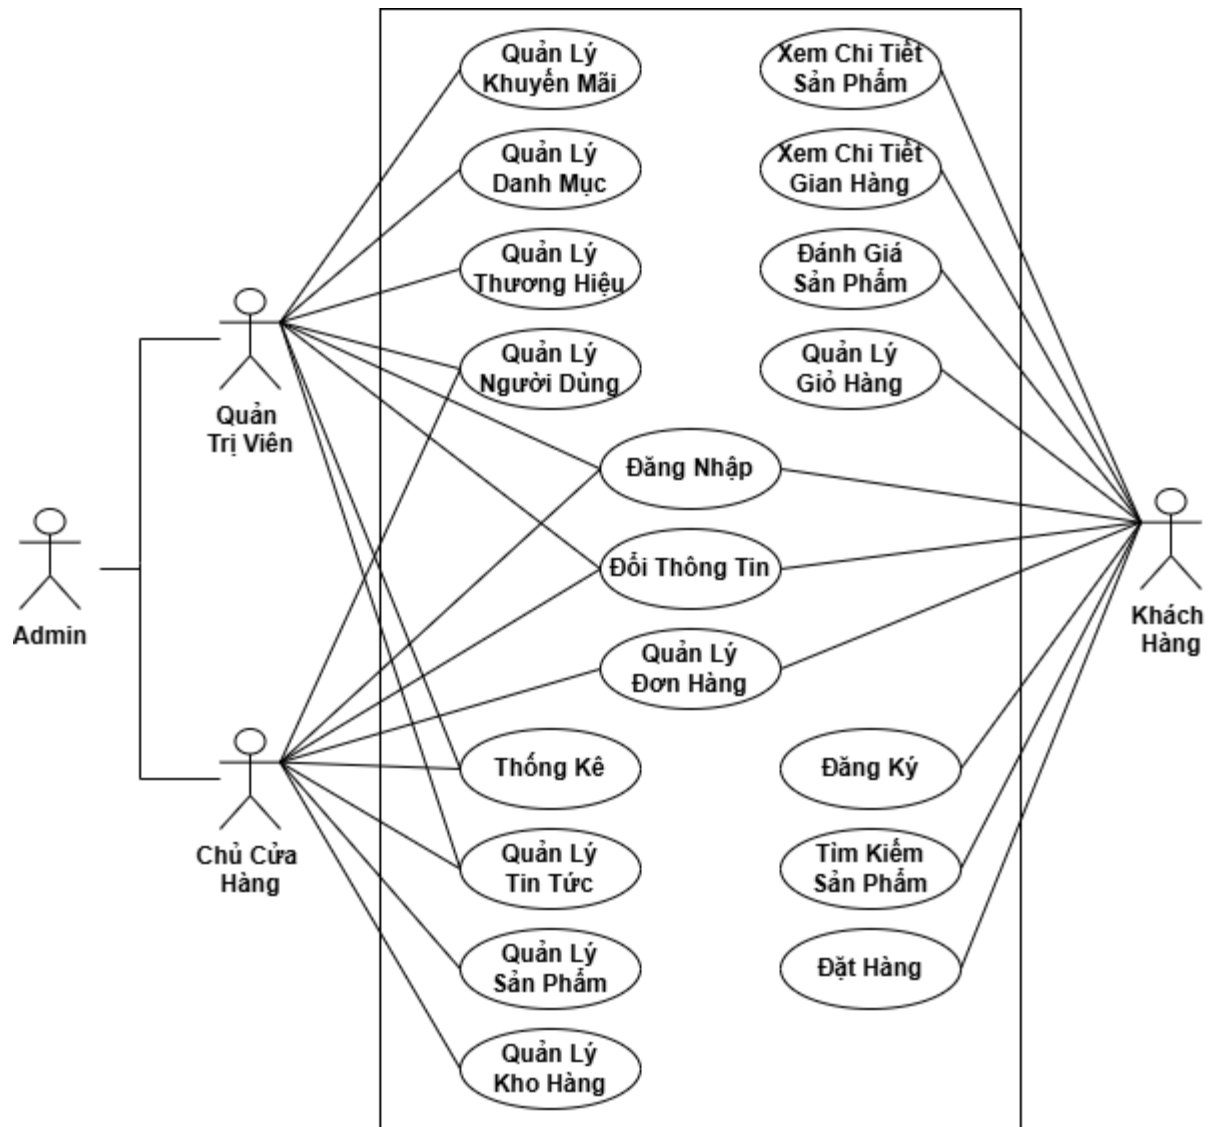 Quản Lý
Khuyến Mãi
Xem Chi Tiết
Sản Phẩm
Quản Lý
Danh Mục
Xem Chi Tiết
Gian Hàng
Quản Lý
Thương Hiệu
Đánh Giá
Sản Phẩm
Quản Lý
Người Dùng
Quản Lý
Giỏ Hàng
Quản
Trị Viên
Đăng Nhập
Đổi Thông Tin
Admin
Khách
Hàng
Quản Lý
Đơn Hàng
Thống Kê
Đăng Ký
Chủ Cửa
Hàng
Quản Lý
Tin Tức
Tìm Kiếm
Sản Phẩm
Quản Lý
Sản Phẩm
Đặt Hàng
Quản Lý
Kho Hàng